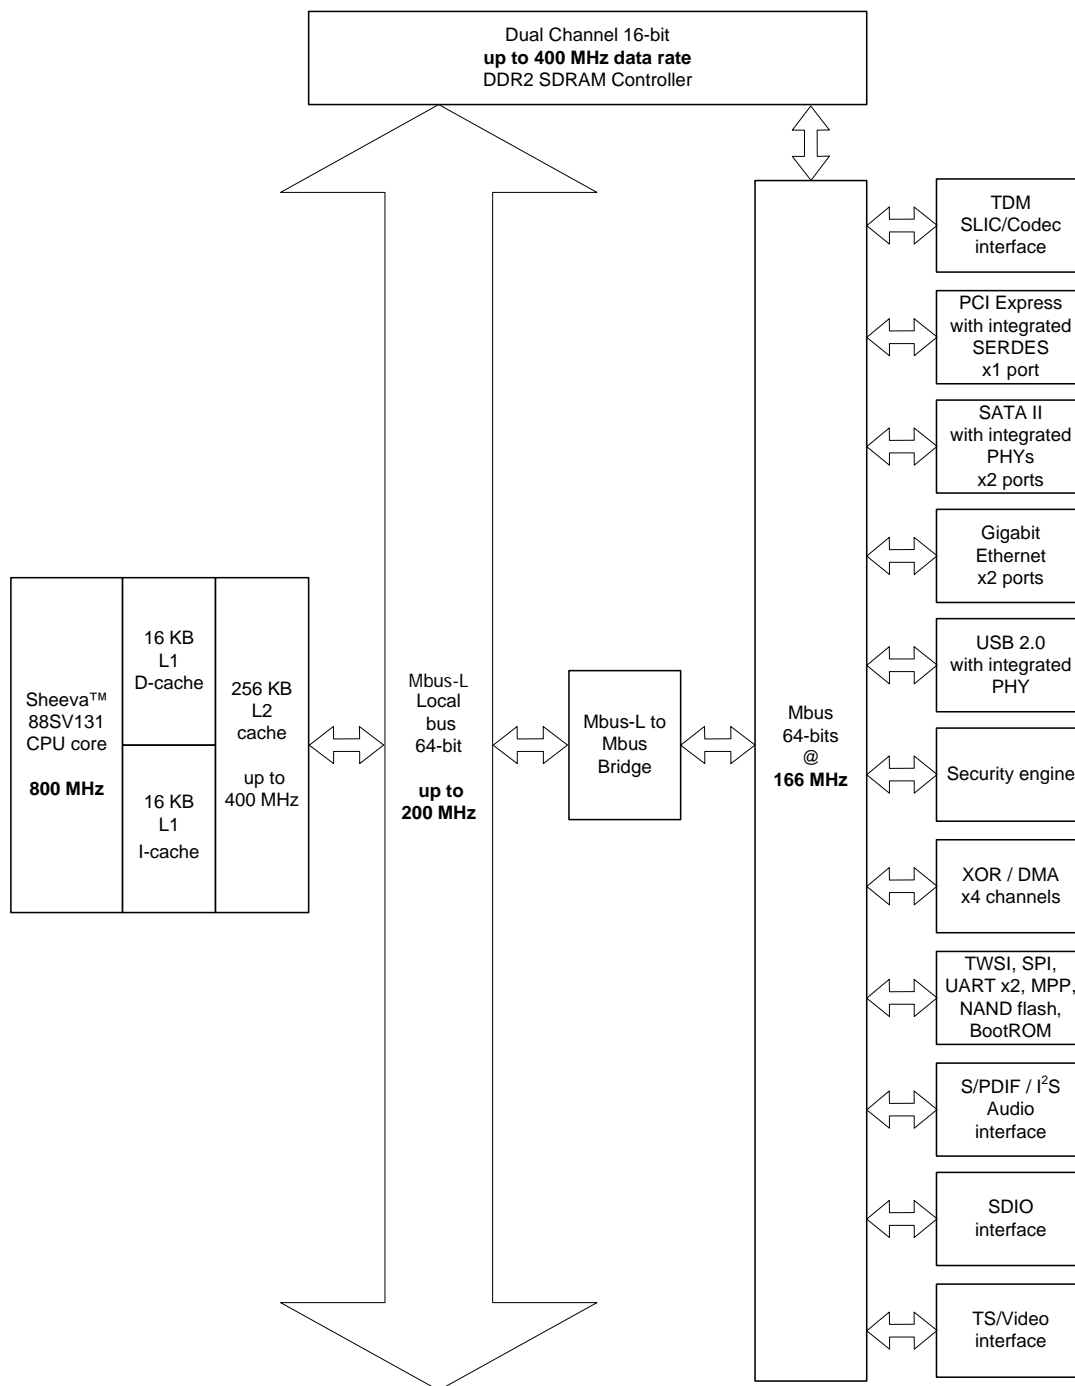 Dual Channel 16-bit
up to 400 MHz data rate
DDR2 SDRAM Controller
TDM
SLIC/Codec
interface
PCI Express
with integrated
SERDES
x1 port
SATA II
with integrated
PHYs
x2 ports
Gigabit
Ethernet
x2 ports
Sheeva™
88SV131
CPU core
800 MHz
16 KB
L1
D-cache
16 KB
L1
I-cache
256 KB
L2
cache
up to
400 MHz
Mbus-L
Local
bus
64-bit
up to
200 MHz
Mbus-L to
Mbus
Bridge
Mbus
64-bits
@
166 MHz
USB 2.0
with integrated
PHY
Security engine
XOR / DMA
x4 channels
TWSI, SPI,
UART x2, MPP,
NAND flash,
BootROM
S/PDIF / I²S
Audio
interface
SDIO
interface
TS/Video
interface